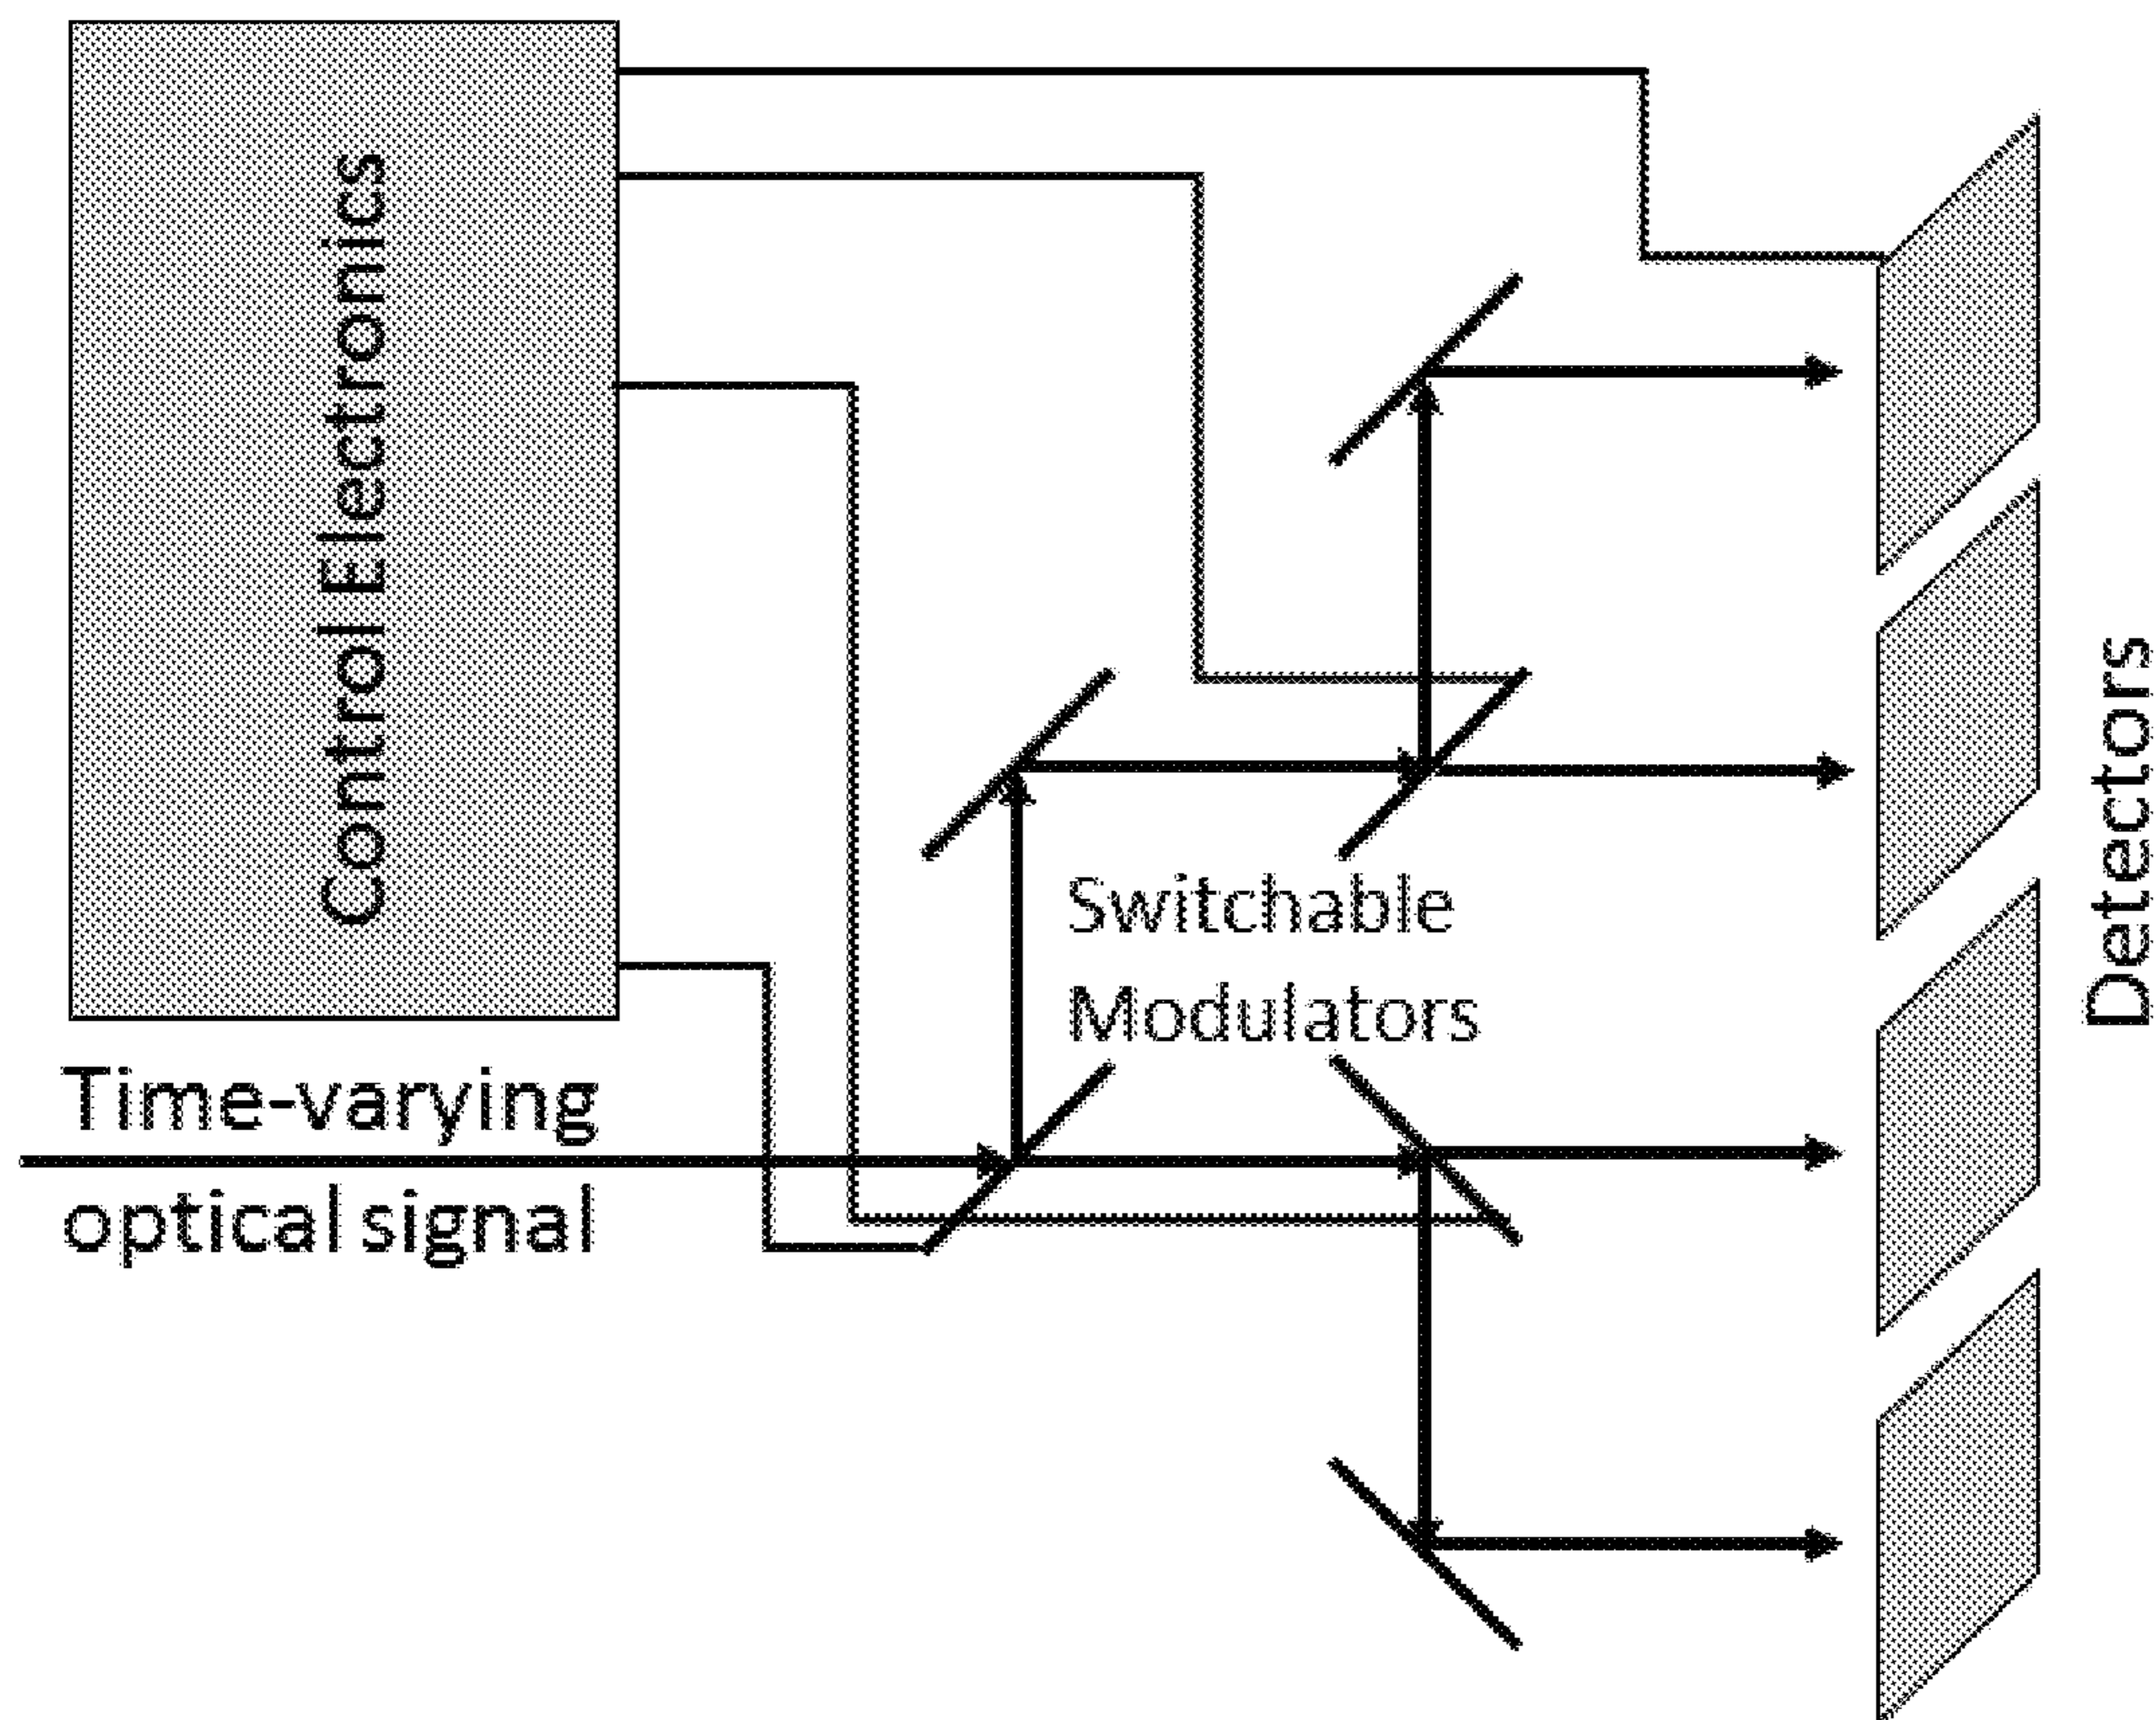 Control Electronics
Switchable
Modulators
Time-varying
optical signal
Detectors